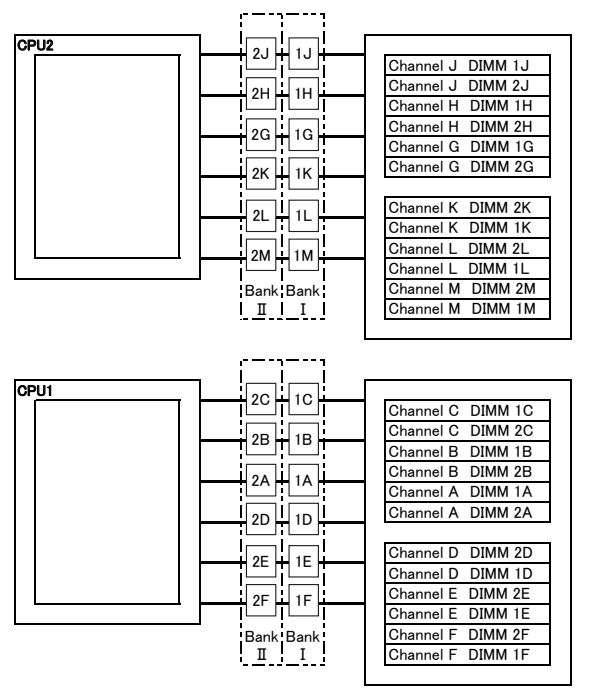 CPU2
2J 1J
2H 1H
2G 1G
2K 1K
2L 1L
2M 1M
Bank Bank
Ⅱ Ⅰ
Channel J DIMM 1J
Channel J DIMM 2J
Channel H DIMM 1H
Channel H DIMM 2H
Channel G DIMM 1G
Channel G DIMM 2G
Channel K DIMM 2K
Channel K DIMM 1K
Channel L DIMM 2L
Channel L DIMM 1L
Channel M DIMM 2M
Channel M DIMM 1M
CPU1
2C 1C
2B 1B
2A 1A
2D 1D
2E 1E
2F 1F
Bank Bank
Ⅱ Ⅰ
Channel C DIMM 1C
Channel C DIMM 2C
Channel B DIMM 1B
Channel B DIMM 2B
Channel A DIMM 1A
Channel A DIMM 2A
Channel D DIMM 2D
Channel D DIMM 1D
Channel E DIMM 2E
Channel E DIMM 1E
Channel F DIMM 2F
Channel F DIMM 1F